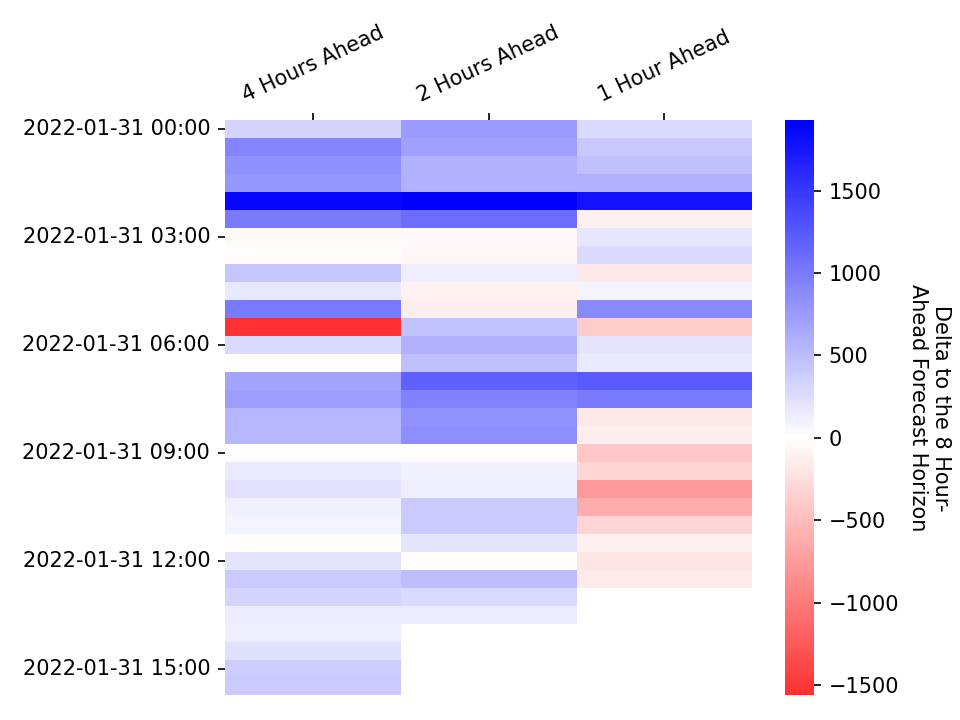 4 Hours Ahead
2 Hours Ahead
1 Hour Ahead
2022-01-31 00:00
2022-01-31 03:00
2022-01-31 06:00
2022-01-31 09:00
2022-01-31 12:00
2022-01-31 15:00
1500
1000
500
0
−500
−1000
−1500
Delta to the 8 Hour-
Ahead Forecast Horizon